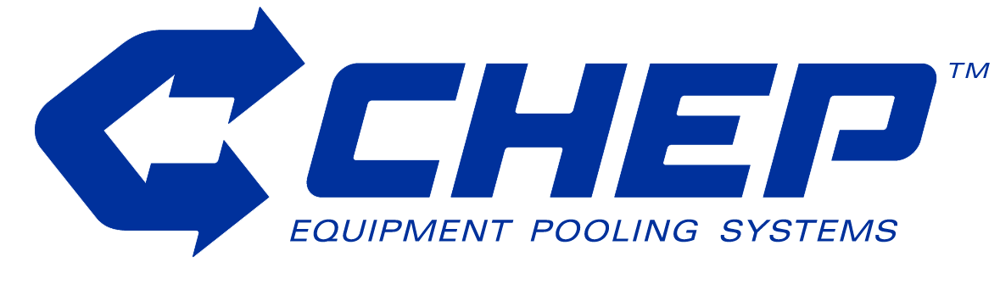 CHEP™
EQUIPMENT POOLING SYSTEMS